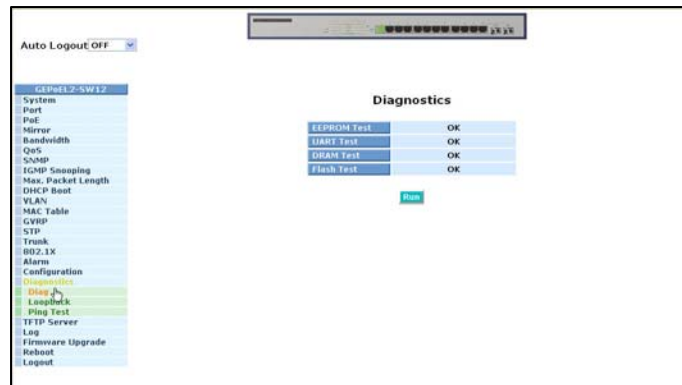 Auto Logout OFF
GEPoEL2-SW12
System
Port
PoE
Mirror
Bandwidth
QoS
SNMP
IGMP Snooping
Max. Packet Length
DHCP Boot
VLAN
MAC Table
GVRP
STP
Trunk
802.1X
Alarm
Configuration
Diagnostics
Diag
Loopback
Ping Test
TFTP Server
Log
Firmware Upgrade
Reboot
Logout
Diagnostics
EEPROM Test OK
UART Test OK
DRAM Test OK
Flash Test OK
Run